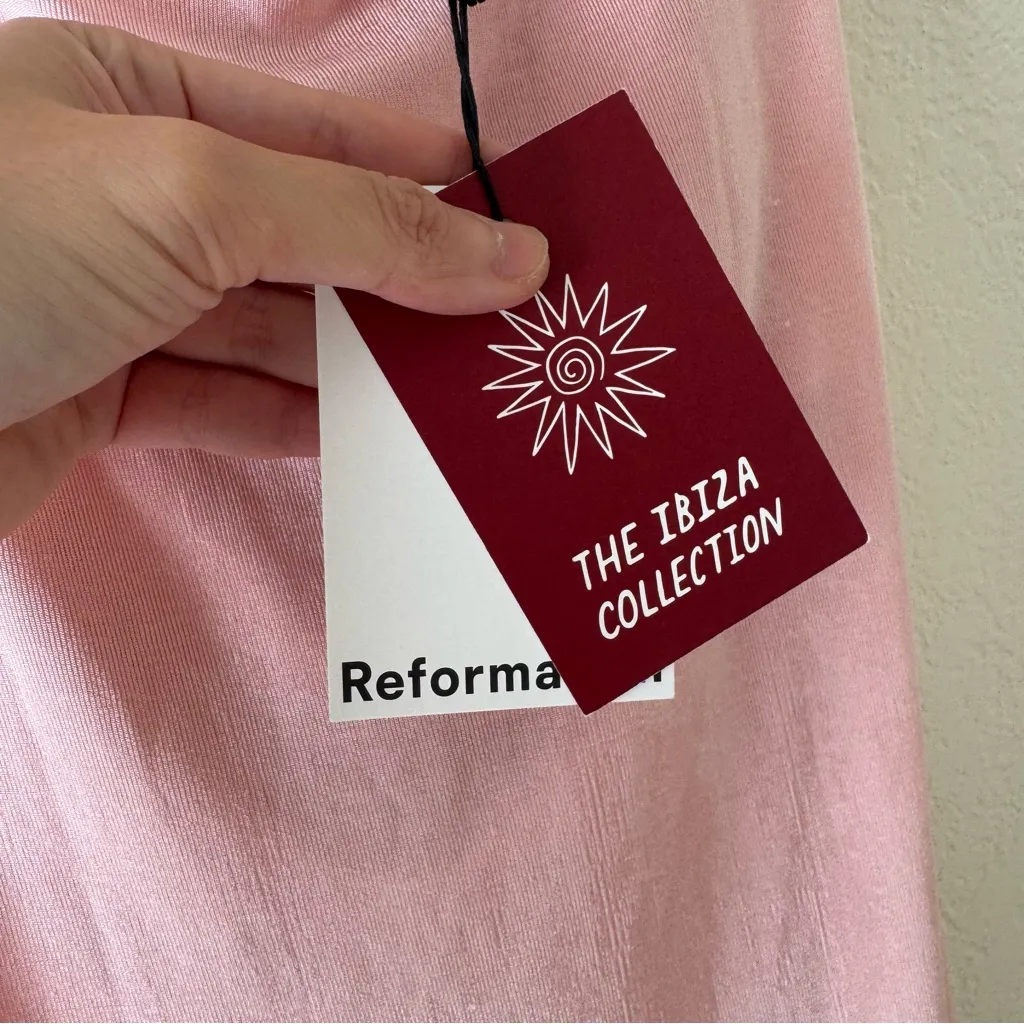 THE IBIZA
COLLECTION
Reforma